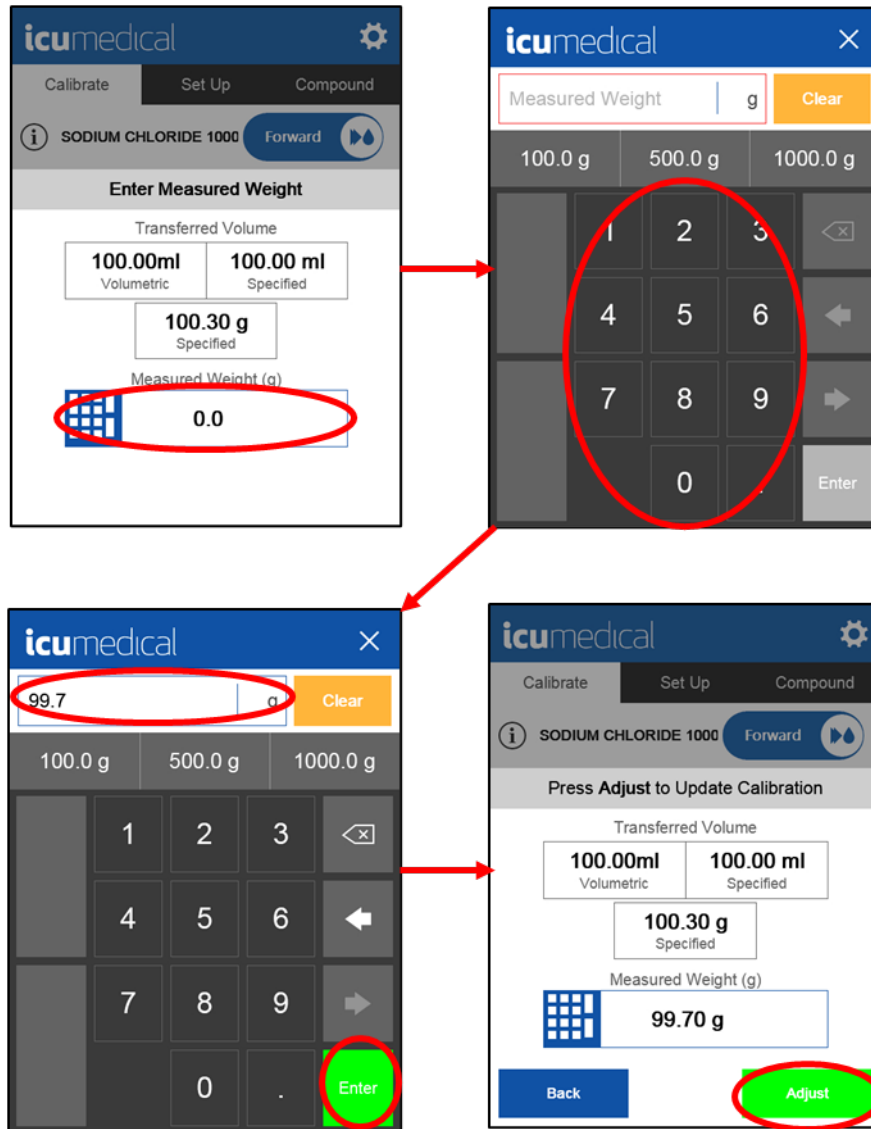 icumedical
Calibrate Set Up Compound
i SODIUM CHLORIDE 1000 Forward
Enter Measured Weight
Transferred Volume
100.00ml 100.00 ml
Volumetric Specified
100.30 g
Specified
Measured Weight (g)
0.0
icumedical
Measured Weight g Clear
100.0 g 500.0 g 1000.0 g
1 2 3
4 5 6
7 8 9
0 . Enter
icumedical
99.7 g Clear
100.0 g 500.0 g 1000.0 g
1 2 3
4 5 6
7 8 9
0 . Enter
icumedical
Calibrate Set Up Compound
i SODIUM CHLORIDE 1000 Forward
Press Adjust to Update Calibration
Transferred Volume
100.00ml 100.00 ml
Volumetric Specified
100.30 g
Specified
Measured Weight (g)
99.70 g
Back Adjust